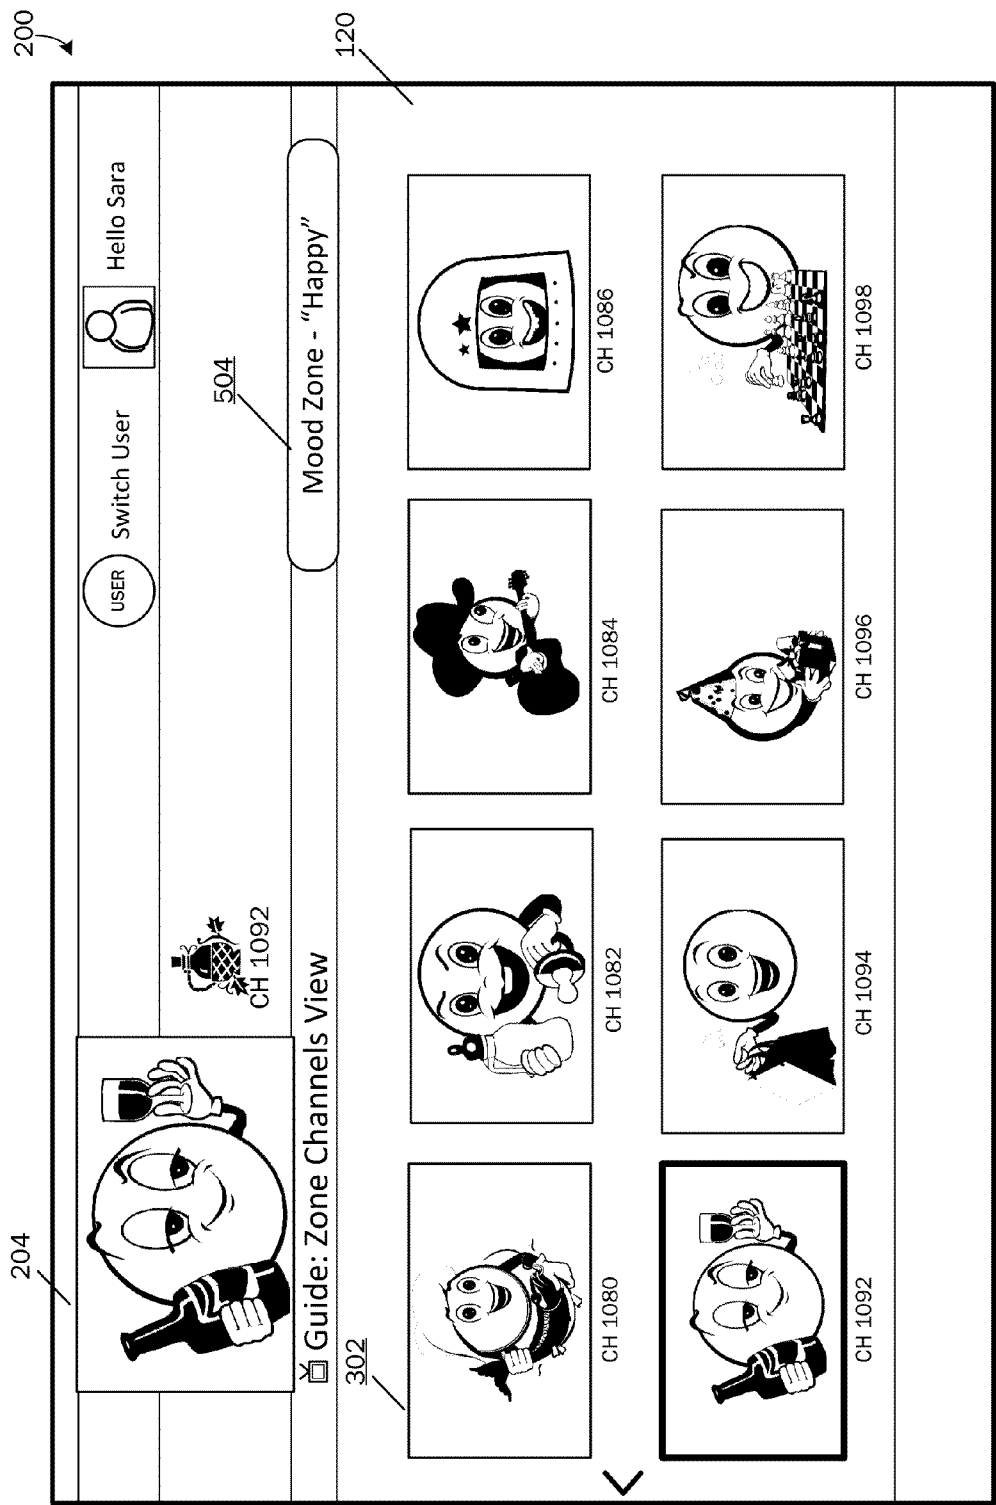 200
120
USER Switch User
Hello Sara
204
CH 1092
504
Guide: Zone Channels View
Mood Zone - “Happy”
302
CH 1080
CH 1082
CH 1084
CH 1086
CH 1092
CH 1094
CH 1096
CH 1098